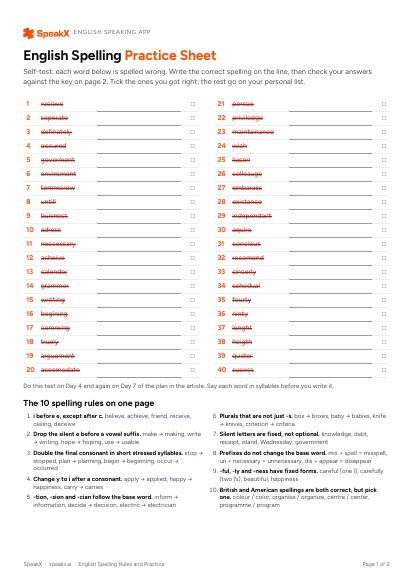 SpeakX ENGLISH SPEAKING APP
English Spelling Practice Sheet
Self-test: each word below is spelled wrong. Write the correct spelling on the line, then check your answers
against the key on page 2. Tick the ones you got right; the rest go on your personal list.
1 recieve
2 seperate
3 definately
4 occured
5 goverment
6 enviroment
7 tommorow
8 untill
9 buisness
10 adress
11 neccessary
12 acheive
13 calender
14 grammer
15 writting
16 begining
17 comming
18 truely
19 arguement
20 accomodate
21 persue
22 priviledge
23 maintainance
24 wich
25 liason
26 colleauge
27 embarass
28 existance
29 independant
30 aquire
31 concious
32 recomend
33 sincerly
34 schedual
35 fourty
36 ninty
37 lenght
38 heigth
39 quater
40 sucess
Do this test on Day 4 and again on Day 7 of the plan in the article. Say each word in syllables before you write it.
The 10 spelling rules on one page
1. i before e, except after c. believe, achieve, friend, receive,
ceiling, deceive
2. Drop the silent e before a vowel suffix. make → making, write
→ writing, hope → hoping, use → usable
3. Double the final consonant in short stressed syllables. stop →
stopped, plan → planning, begin → beginning, occur →
occurred
4. Change y to i after a consonant. apply → applied, happy →
happiness, carry → carries
5. -tion, -sion and -cian follow the base word. inform →
information, decide → decision, electric → electrician
6. Plurals that are not just -s. box → boxes, baby → babies, knife
→ knives, criterion → criteria
7. Silent letters are fixed, not optional. knowledge, debt,
receipt, island, Wednesday, government
8. Prefixes do not change the base word. mis + spell = misspell,
un + necessary = unnecessary, dis + appear = disappear
9. -ful, -ly and -ness have fixed forms. careful (one l), carefully
(two l's), beautiful, happiness
10. British and American spellings are both correct, but pick
one. colour / color, organise / organize, centre / center,
programme / program
SpeakX · speakx.ai · English Spelling Rules and Practice
Page 1 of 2